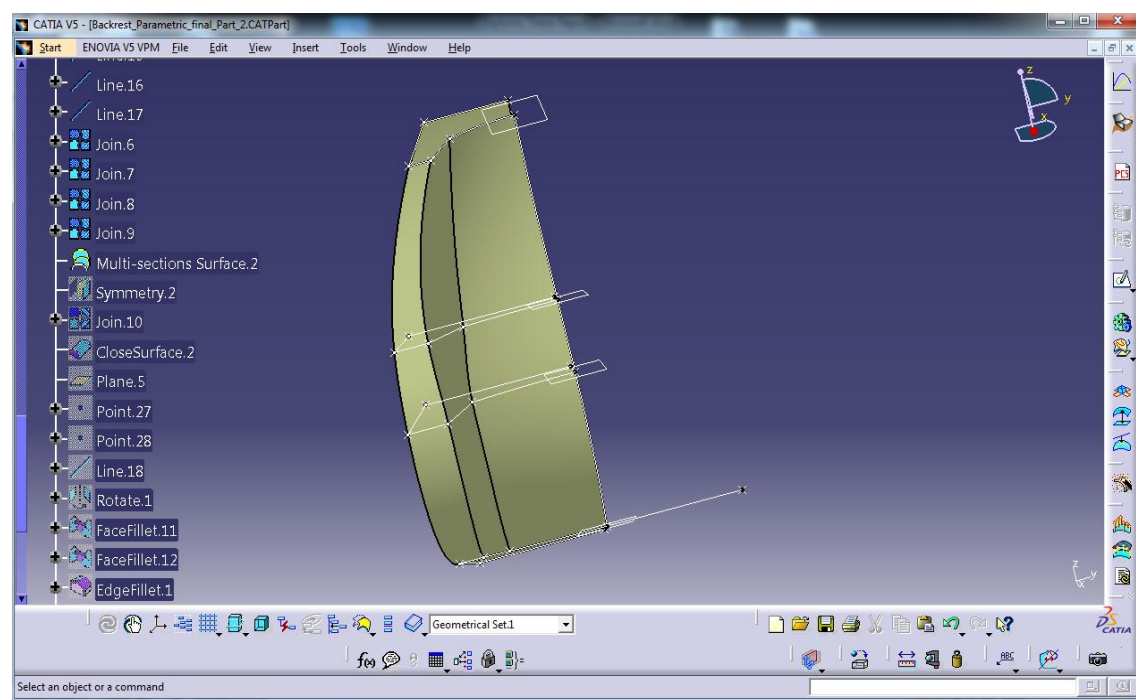 CATIA V5 - [Backrest_Parametric_final_Part_2.CATPart]
Start ENOVIA V5 VPM File Edit View Insert Tools Window Help
Line.16
Line.17
Join.6
Join.7
Join.8
Join.9
Multi-sections Surface.2
Symmetry.2
Join.10
CloseSurface.2
Plane.5
Point.27
Point.28
Line.18
Rotate.1
FaceFillet.11
FaceFillet.12
EdgeFillet.1
z
y
x
PCS
z
y
x
Geometrical Set.1
CATIA
f(x)
ABC
Select an object or a command